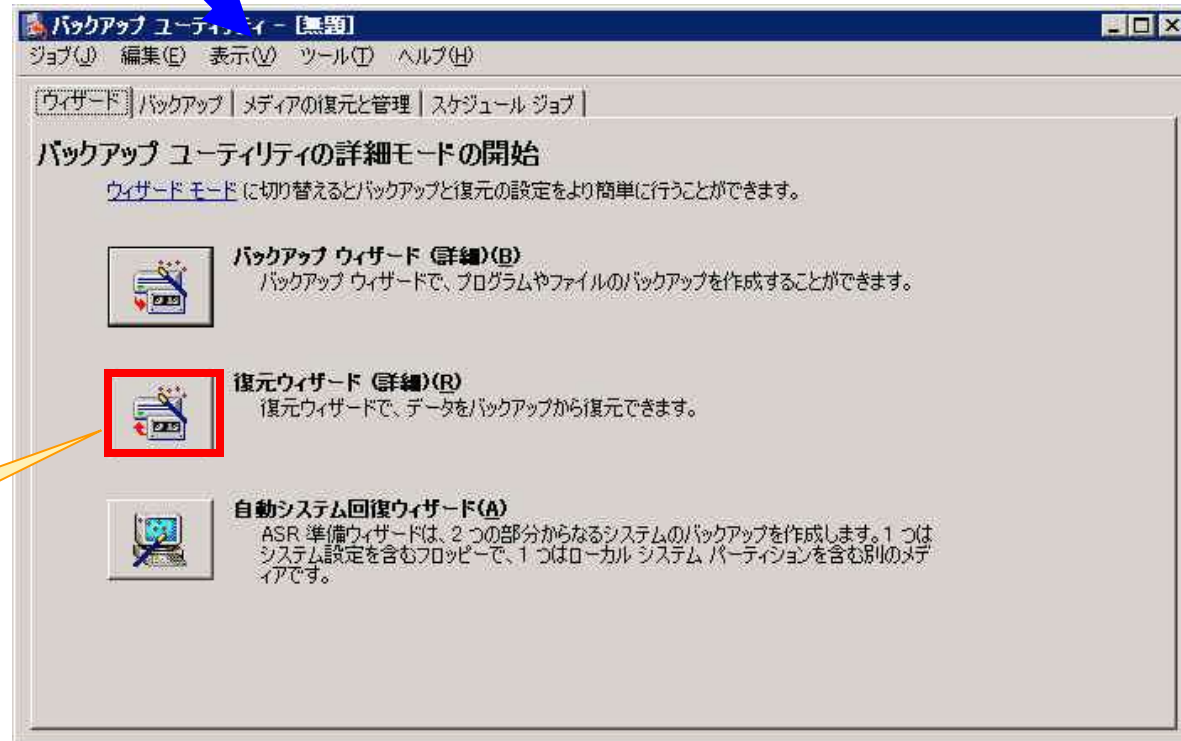 バックアップ ユーティリティ - [無題]
ジョブ(J) 編集(E) 表示(V) ツール(T) ヘルプ(H)
ウィザード バックアップ メディアの復元と管理 スケジュール ジョブ
バックアップ ユーティリティの詳細モードの開始
ウィザード モード に切り替えるとバックアップと復元の設定をより簡単に行うことができます。
バックアップ ウィザード (詳細)(B)
バックアップ ウィザードで、プログラムやファイルのバックアップを作成することができます。
復元ウィザード (詳細)(R)
復元ウィザードで、データをバックアップから復元できます。
自動システム回復ウィザード(A)
ASR 準備ウィザードは、2 つの部分からなるシステムのバックアップを作成します。1 つは
システム設定を含むフロッピーで、1 つはローカル システム パーティションを含む別のメデ
ィアです。